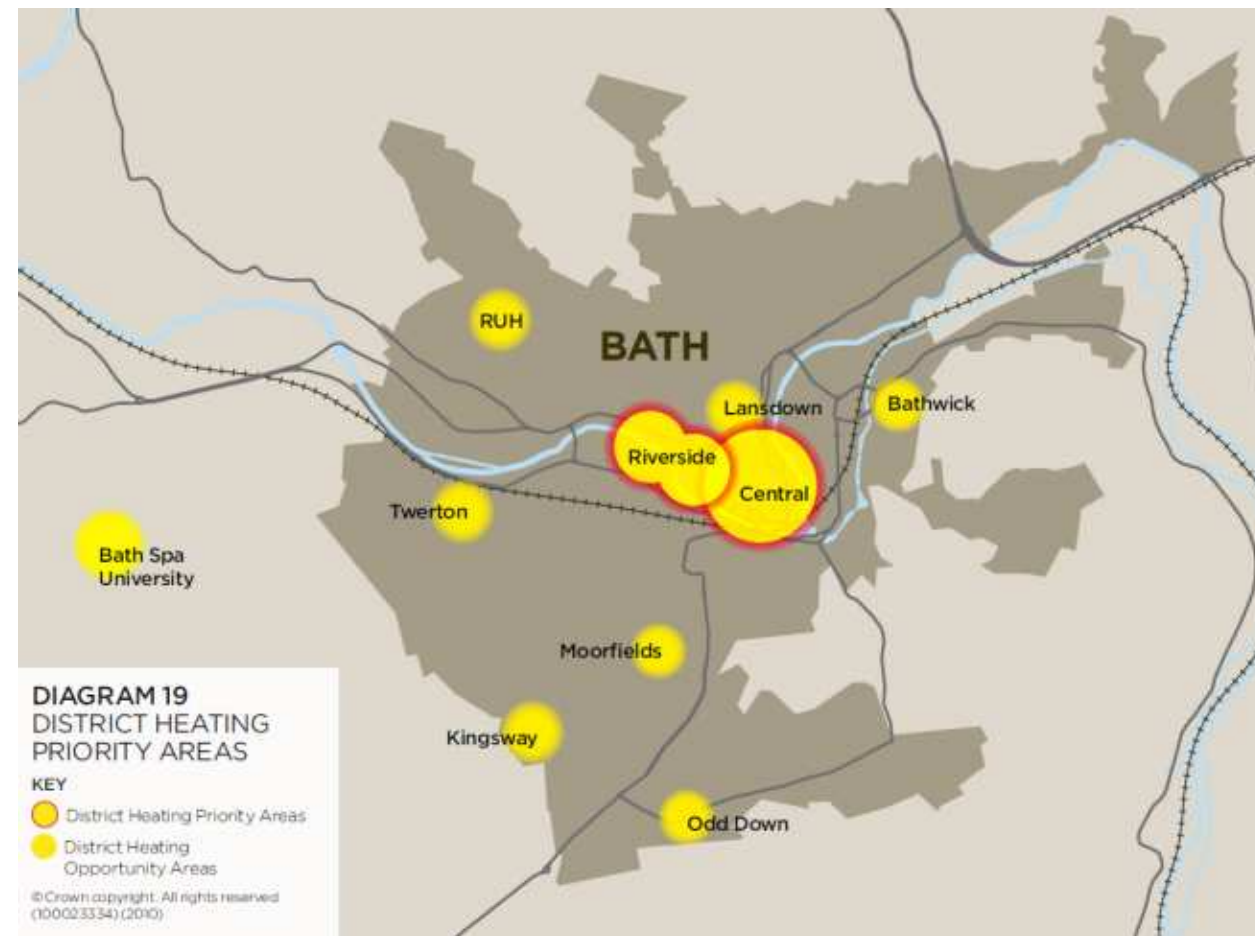 RUH
BATH
Lansdown
Bathwick
Riverside
Central
Twerton
Bath Spa
University
Moorfields
Kingsway
Odd Down
DIAGRAM 19
DISTRICT HEATING
PRIORITY AREAS
KEY
District Heating Priority Areas
District Heating
Opportunity Areas
©Crown copyright. All rights reserved
(100023334) (2010)